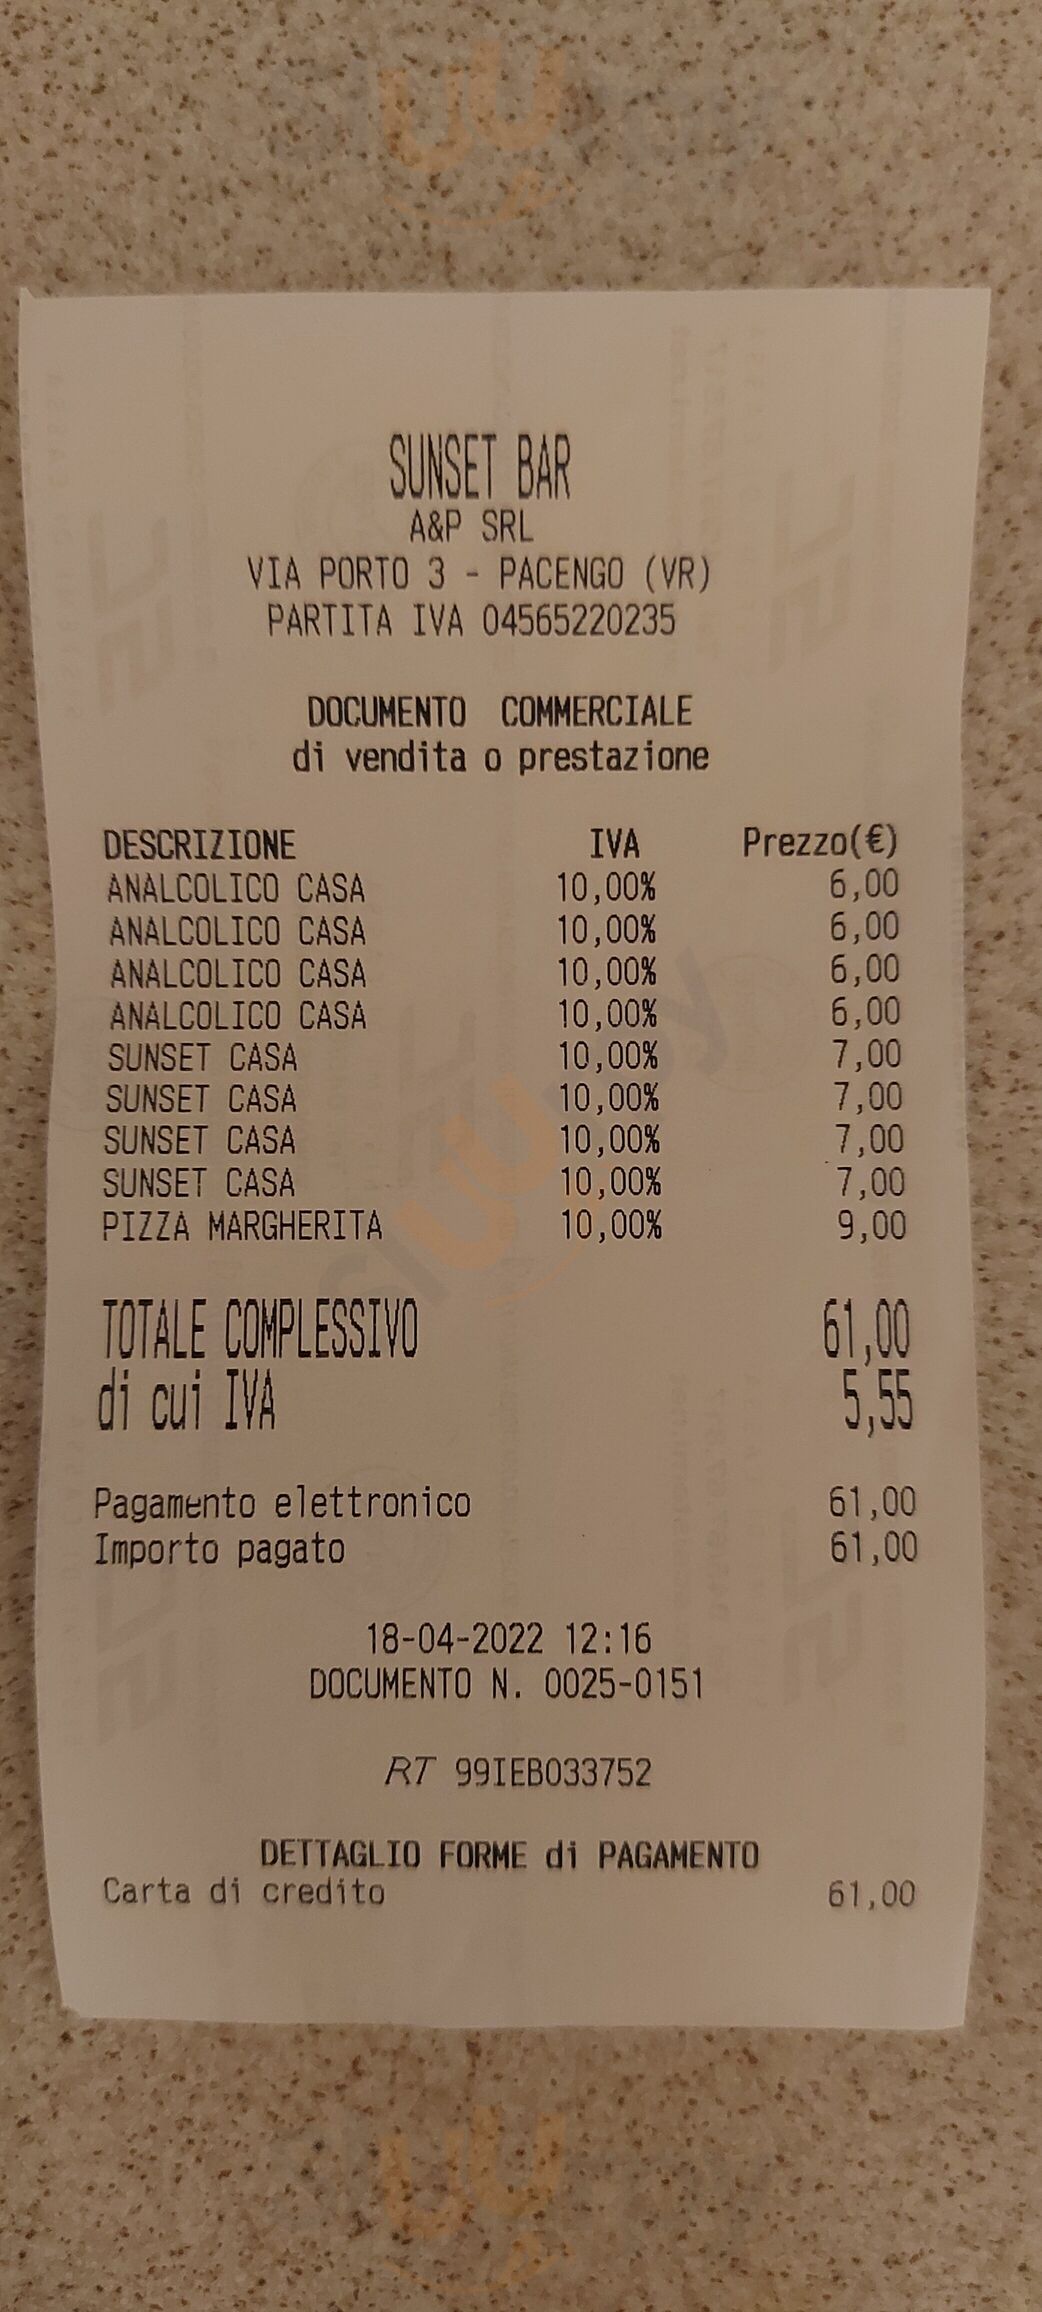 SUNSET BAR
A&P SRL
VIA PORTO 3 - PACENGO (VR)
PARTITA IVA 04565220235
DOCUMENTO COMMERCIALE
di vendita o prestazione
DESCRIZIONE IVA Prezzo(€)
ANALCOLICO CASA 10,00% 6,00
ANALCOLICO CASA 10,00% 6,00
ANALCOLICO CASA 10,00% 6,00
ANALCOLICO CASA 10,00% 6,00
SUNSET CASA 10,00% 7,00
SUNSET CASA 10,00% 7,00
SUNSET CASA 10,00% 7,00
SUNSET CASA 10,00% 7,00
PIZZA MARGHERITA 10,00% 9,00
TOTALE COMPLESSIVO 61,00
di cui IVA 5,55
Pagamento elettronico 61,00
Importo pagato 61,00
18-04-2022 12:16
DOCUMENTO N. 0025-0151
RT 99IEB033752
DETTAGLIO FORME di PAGAMENTO
Carta di credito 61,00